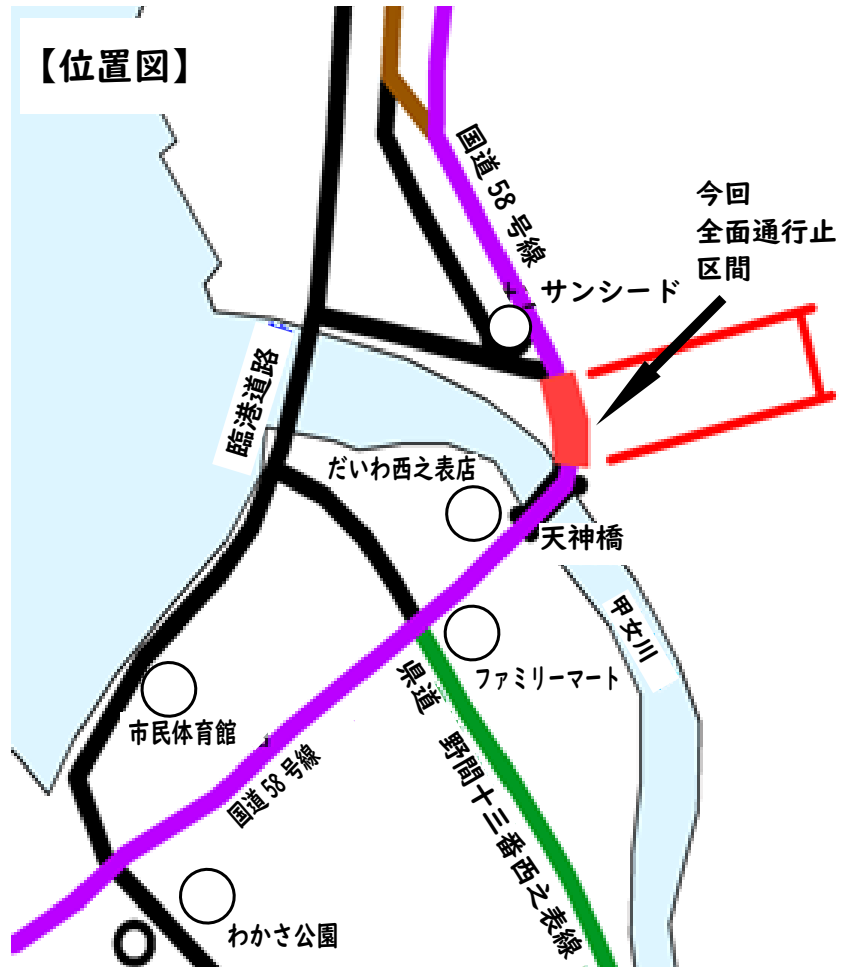 【位置図】
国道58号線
今回
全面通行止
区間
サンシード
臨港道路
だいわ西之表店
天神橋
甲女川
ファミリーマート
県道　野間十三番西之表線
市民体育館
国道58号線
わかさ公園